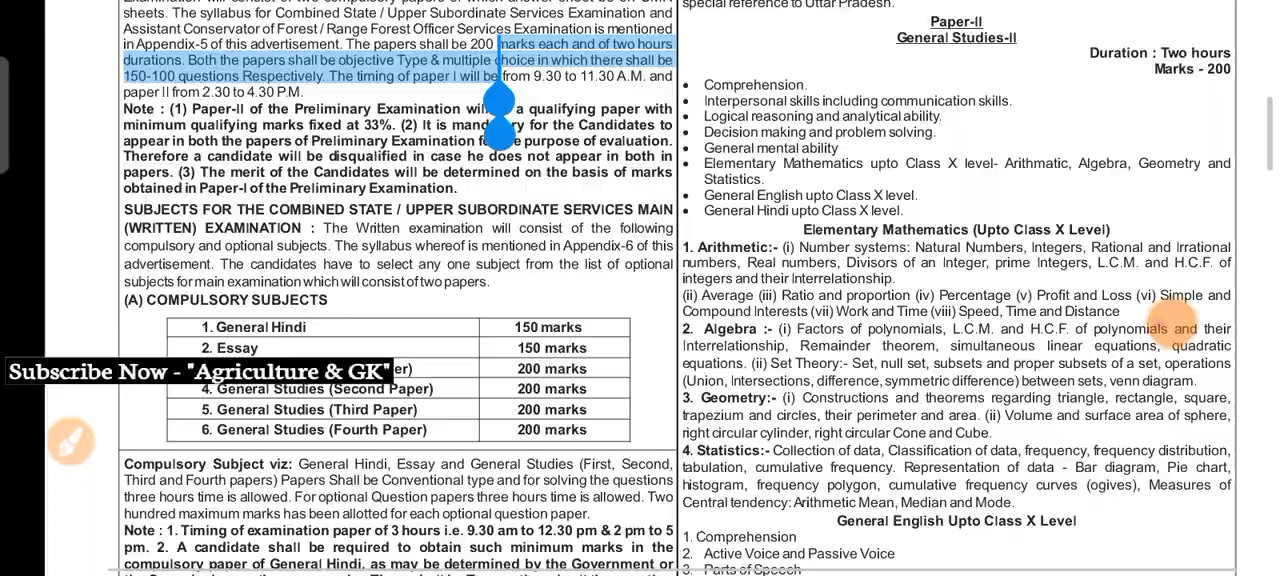 Examination will consist of two compulsory papers of which answer sheet be on OMR
sheets. The syllabus for Combined State / Upper Subordinate Services Examination and
Assistant Conservator of Forest / Range Forest Officer Services Examination is mentioned
in Appendix-5 of this advertisement. The papers shall be 200 marks each and of two hours
durations. Both the papers shall be objective Type & multiple choice in which there shall be
150-100 questions Respectively. The timing of paper I will be from 9.30 to 11.30 A.M. and
paper II from 2.30 to 4.30 P.M.
Note : (1) Paper-II of the Preliminary Examination will a qualifying paper with
minimum qualifying marks fixed at 33%. (2) It is mandatory for the Candidates to
appear in both the papers of Preliminary Examination purpose of evaluation.
Therefore a candidate will be disqualified in case he does not appear in both in
papers. (3) The merit of the Candidates will be determined on the basis of marks
obtained in Paper-I of the Preliminary Examination.
SUBJECTS FOR THE COMBINED STATE / UPPER SUBORDINATE SERVICES MAIN
(WRITTEN) EXAMINATION : The Written examination will consist of the following
compulsory and optional subjects. The syllabus whereof is mentioned in Appendix-6 of this
advertisement. The candidates have to select any one subject from the list of optional
subjects for main examination which will consist of two papers.
(A) COMPULSORY SUBJECTS
1. General Hindi 150 marks
2. Essay 150 marks
Subscribe Now - "Agriculture & GK" er) 200 marks
4. General Studies (Second Paper) 200 marks
5. General Studies (Third Paper) 200 marks
6. General Studies (Fourth Paper) 200 marks
Compulsory Subject viz: General Hindi, Essay and General Studies (First, Second,
Third and Fourth papers) Papers Shall be Conventional type and for solving the questions
three hours time is allowed. For optional Question papers three hours time is allowed. Two
hundred maximum marks has been allotted for each optional question paper.
Note : 1. Timing of examination paper of 3 hours i.e. 9.30 am to 12.30 pm & 2 pm to 5
pm. 2. A candidate shall be required to obtain such minimum marks in the
compulsory paper of General Hindi, as may be determined by the Government or
special reference to Uttar Pradesh.
Paper-II
General Studies-II
Duration : Two hours
Marks - 200
• Comprehension.
• Interpersonal skills including communication skills.
• Logical reasoning and analytical ability.
• Decision making and problem solving.
• General mental ability
• Elementary Mathematics upto Class X level- Arithmatic, Algebra, Geometry and
Statistics.
• General English upto Class X level.
• General Hindi upto Class X level.
Elementary Mathematics (Upto Class X Level)
1. Arithmetic:- (i) Number systems: Natural Numbers, Integers, Rational and Irrational
numbers, Real numbers, Divisors of an Integer, prime Integers, L.C.M. and H.C.F. of
integers and their Interrelationship.
(ii) Average (iii) Ratio and proportion (iv) Percentage (v) Profit and Loss (vi) Simple and
Compound Interests (vii) Work and Time (viii) Speed, Time and Distance
2. Algebra :- (i) Factors of polynomials, L.C.M. and H.C.F. of polynomials and their
Interrelationship, Remainder theorem, simultaneous linear equations, quadratic
equations. (ii) Set Theory:- Set, null set, subsets and proper subsets of a set, operations
(Union, Intersections, difference, symmetric difference) between sets, venn diagram.
3. Geometry:- (i) Constructions and theorems regarding triangle, rectangle, square,
trapezium and circles, their perimeter and area. (ii) Volume and surface area of sphere,
right circular cylinder, right circular Cone and Cube.
4. Statistics:- Collection of data, Classification of data, frequency, frequency distribution,
tabulation, cumulative frequency. Representation of data - Bar diagram, Pie chart,
histogram, frequency polygon, cumulative frequency curves (ogives), Measures of
Central tendency: Arithmetic Mean, Median and Mode.
General English Upto Class X Level
1. Comprehension
2. Active Voice and Passive Voice
3. Parts of Speech